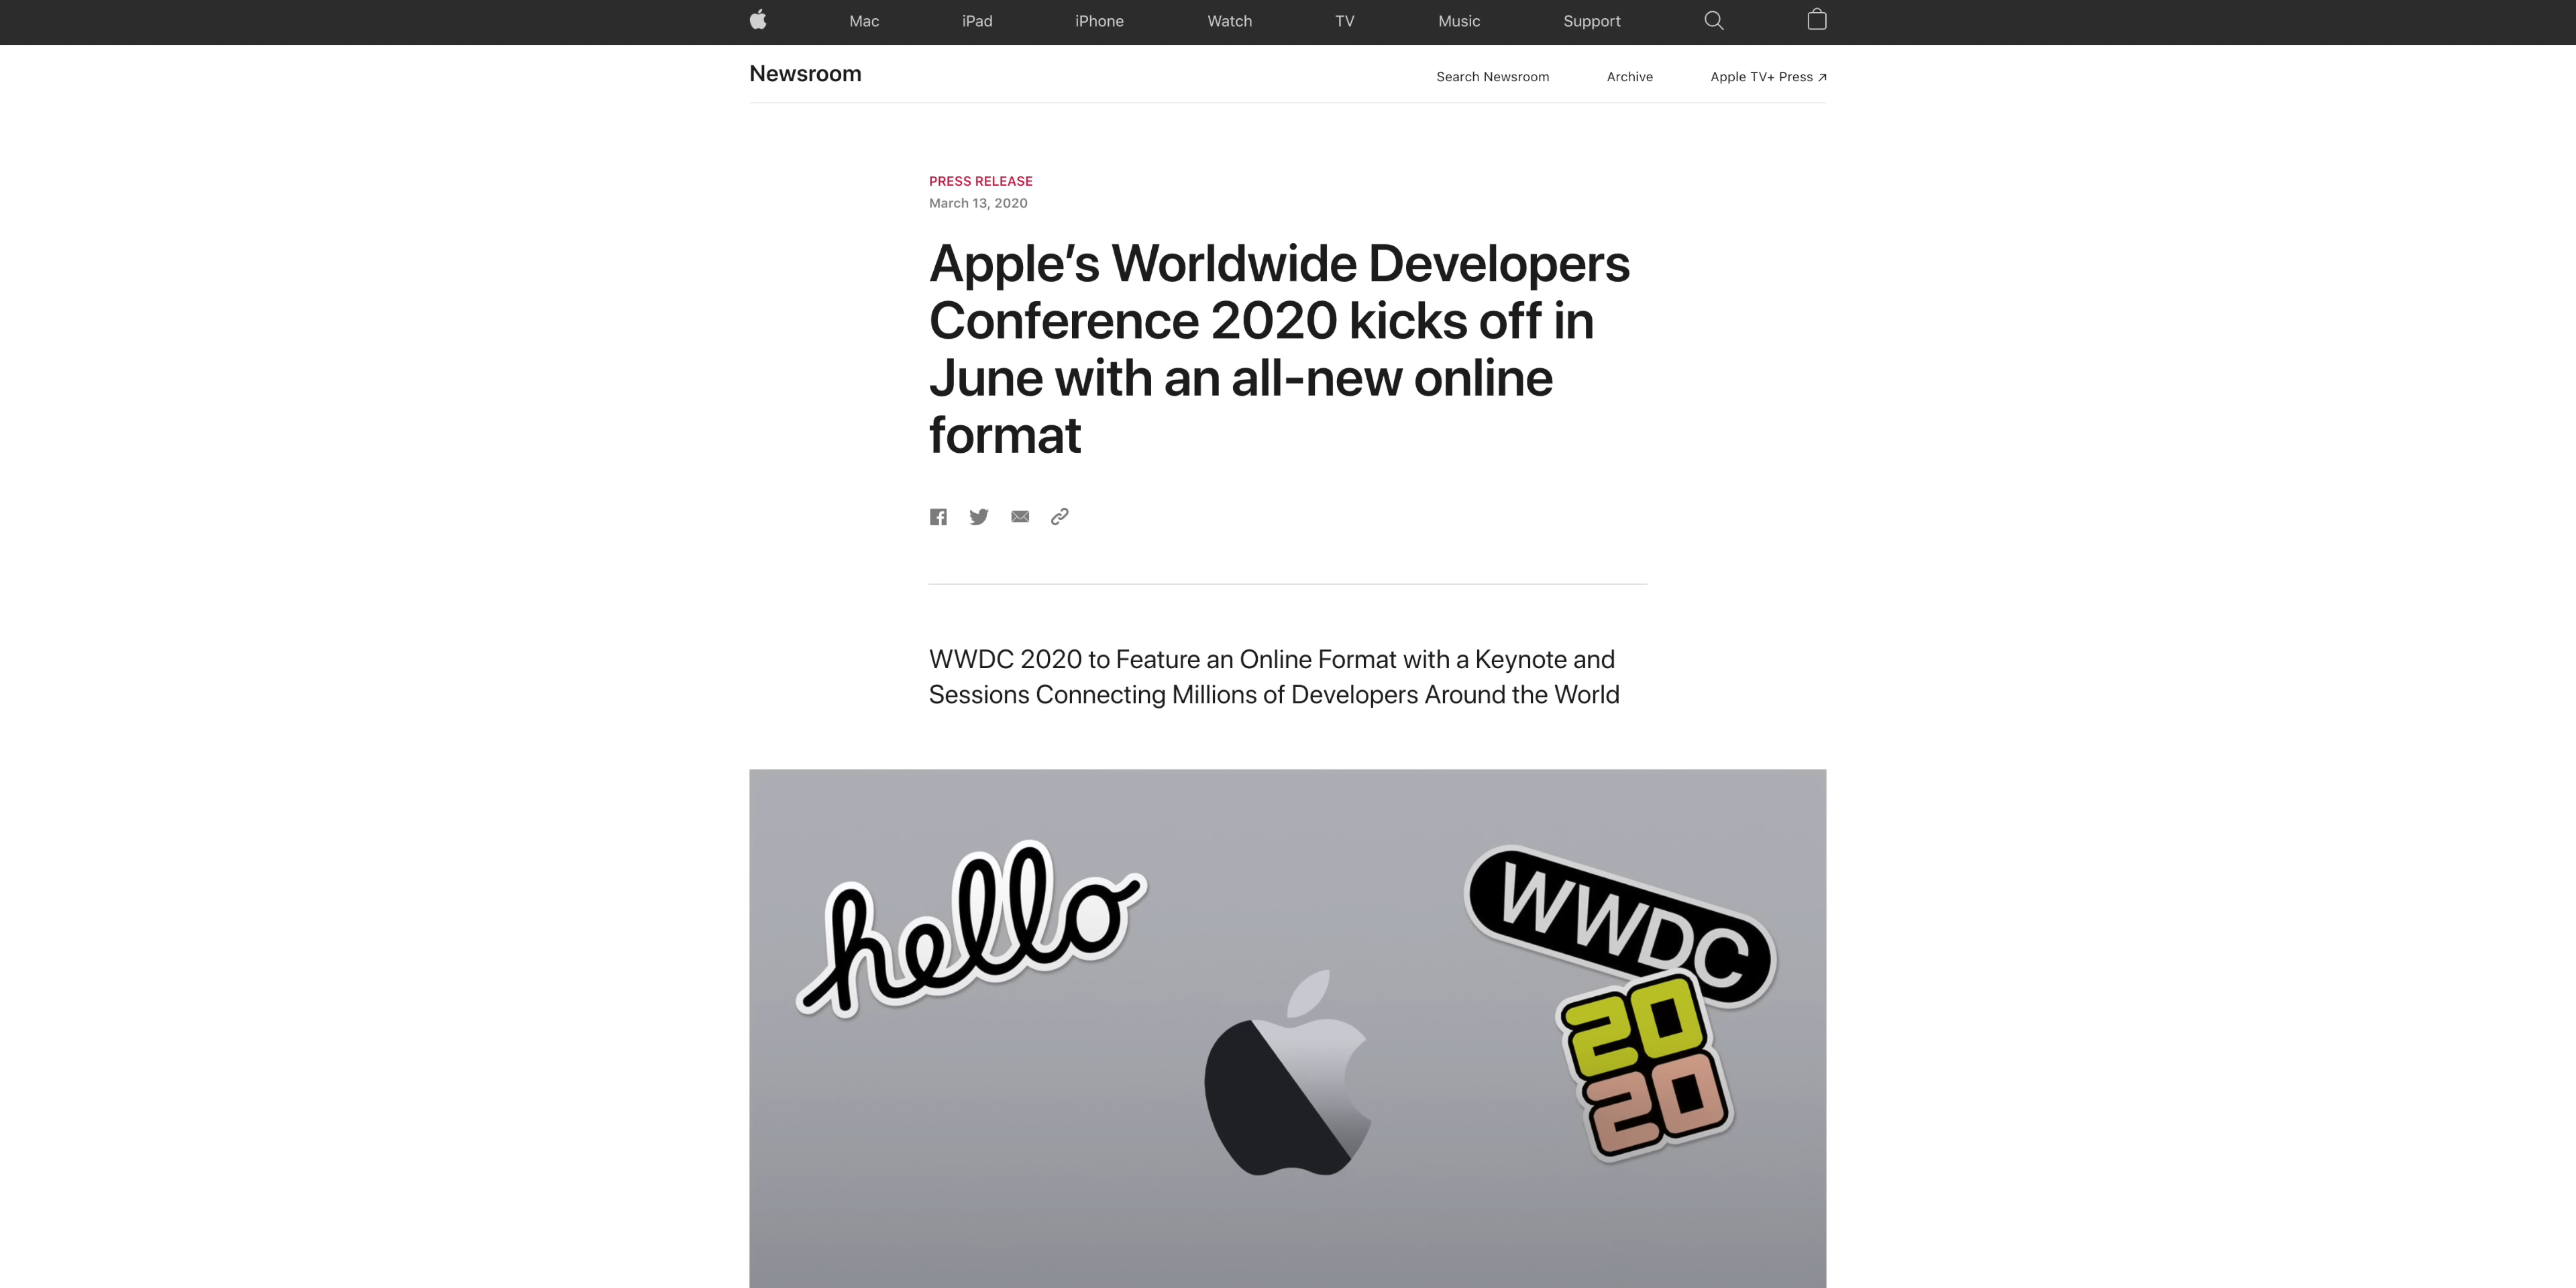 Mac iPad iPhone Watch TV Music Support
Newsroom Search Newsroom Archive Apple TV+ Press ↗
PRESS RELEASE
March 13, 2020
Apple’s Worldwide Developers
Conference 2020 kicks off in
June with an all-new online
format
WWDC 2020 to Feature an Online Format with a Keynote and
Sessions Connecting Millions of Developers Around the World
hello
WWDC
20
20